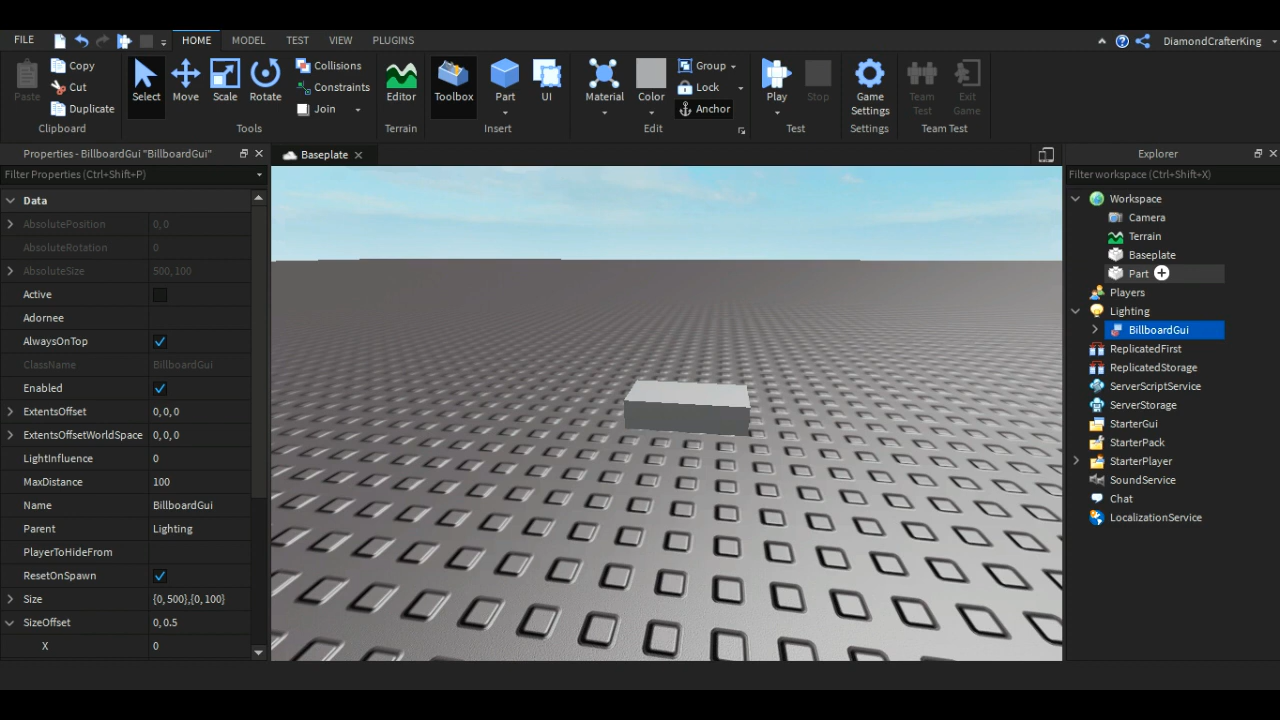 FILE HOME MODEL TEST VIEW PLUGINS DiamondCrafterKing
Paste Copy Cut Duplicate
Clipboard
Select Move Scale Rotate Collisions Constraints Join
Tools
Editor
Terrain
Toolbox Part UI
Insert
Material Color Group Lock Anchor
Edit
Play Stop
Test
Game Settings
Settings
Team Test Exit Game
Team Test
Properties - BillboardGui "BillboardGui"
Filter Properties (Ctrl+Shift+P)
Data
AbsolutePosition 0, 0
AbsoluteRotation 0
AbsoluteSize 500, 100
Active
Adornee
AlwaysOnTop
ClassName BillboardGui
Enabled
ExtentsOffset 0, 0, 0
ExtentsOffsetWorldSpace 0, 0, 0
LightInfluence 0
MaxDistance 100
Name BillboardGui
Parent Lighting
PlayerToHideFrom
ResetOnSpawn
Size {0, 500},{0, 100}
SizeOffset 0, 0.5
X 0
Baseplate
Explorer
Filter workspace (Ctrl+Shift+X)
Workspace
Camera
Terrain
Baseplate
Part
Players
Lighting
BillboardGui
ReplicatedFirst
ReplicatedStorage
ServerScriptService
ServerStorage
StarterGui
StarterPack
StarterPlayer
SoundService
Chat
LocalizationService